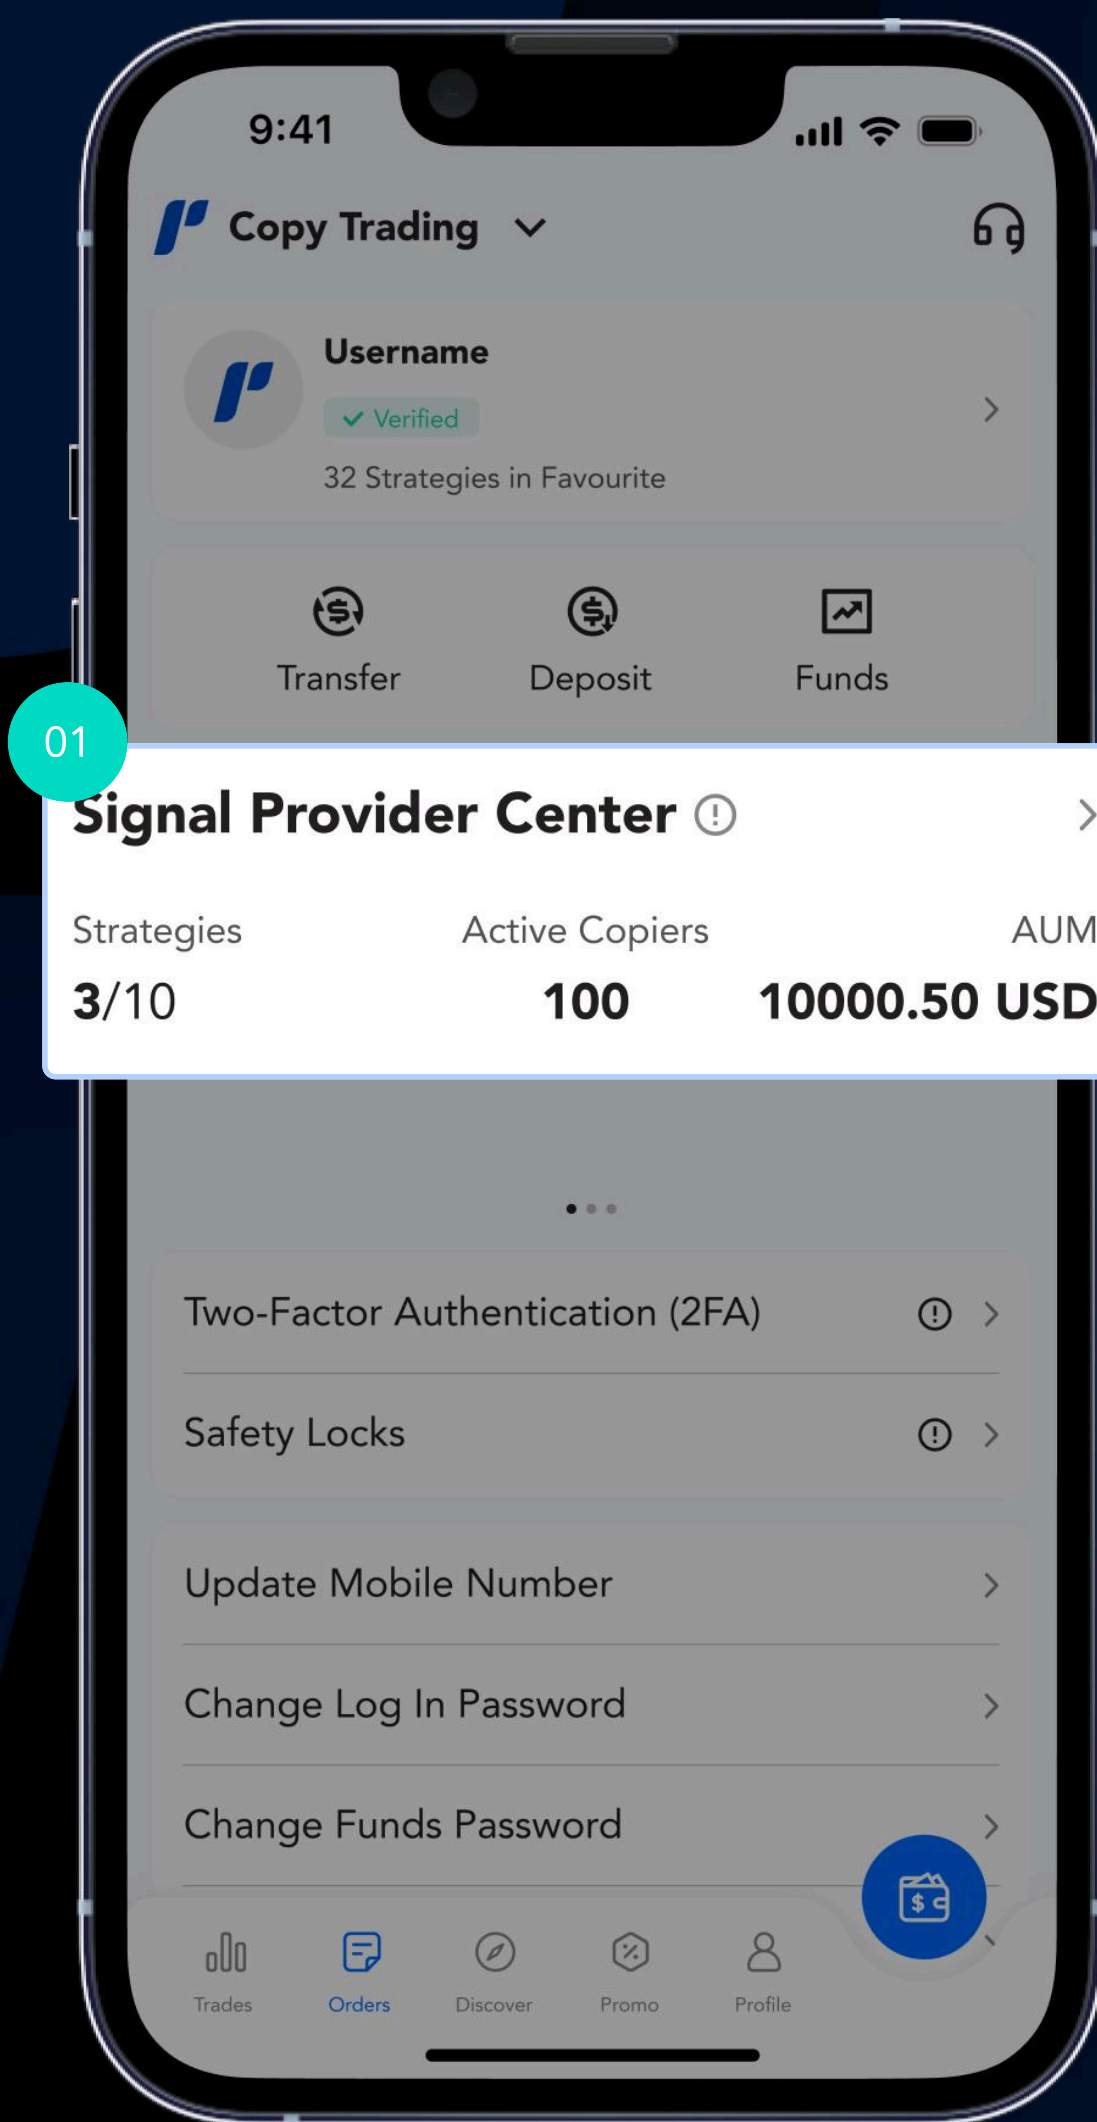 9:41
Copy Trading
Username
Verified
32 Strategies in Favourite
Transfer Deposit Funds
01
Signal Provider Center
Strategies Active Copiers AUM
3/10 100 10000.50 USD
Two-Factor Authentication (2FA)
Safety Locks
Update Mobile Number
Change Log In Password
Change Funds Password
Trades Orders Discover Promo Profile